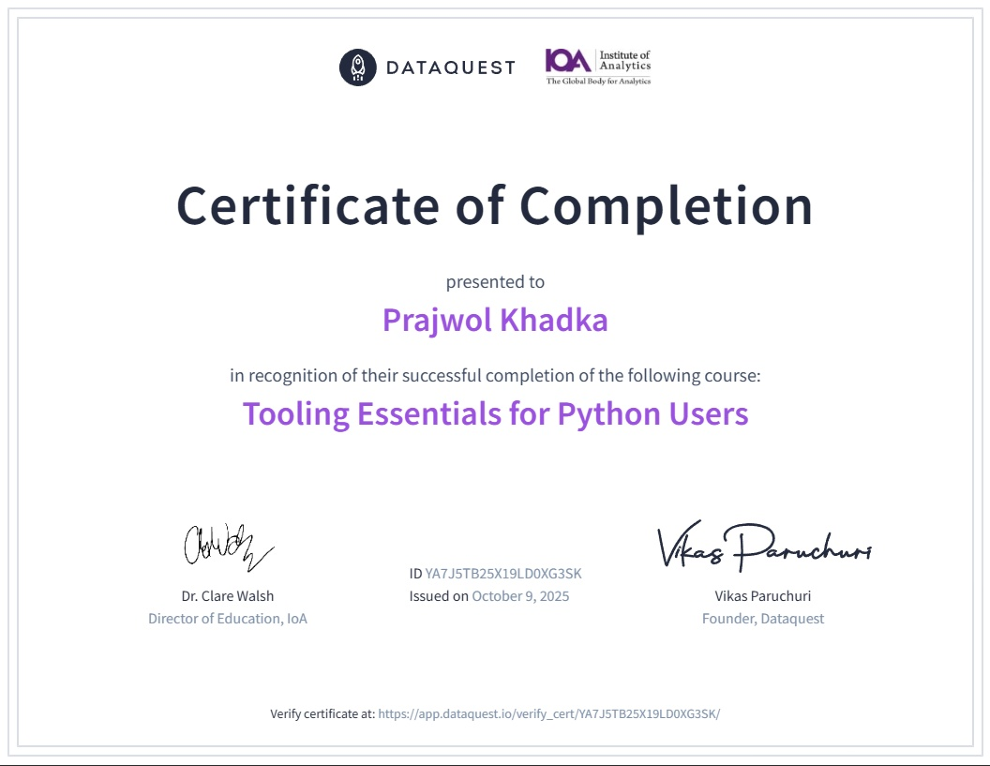 DATAQUEST
IOA Institute of Analytics
The Global Body for Analytics
Certificate of Completion
presented to
Prajwol Khadka
in recognition of their successful completion of the following course:
Tooling Essentials for Python Users
Vikas Paruchuri
ID YA7J5TB25X19LD0XG3SK
Issued on October 9, 2025
Dr. Clare Walsh
Director of Education, IoA
Vikas Paruchuri
Founder, Dataquest
Verify certificate at: https://app.dataquest.io/verify_cert/YA7J5TB25X19LD0XG3SK/